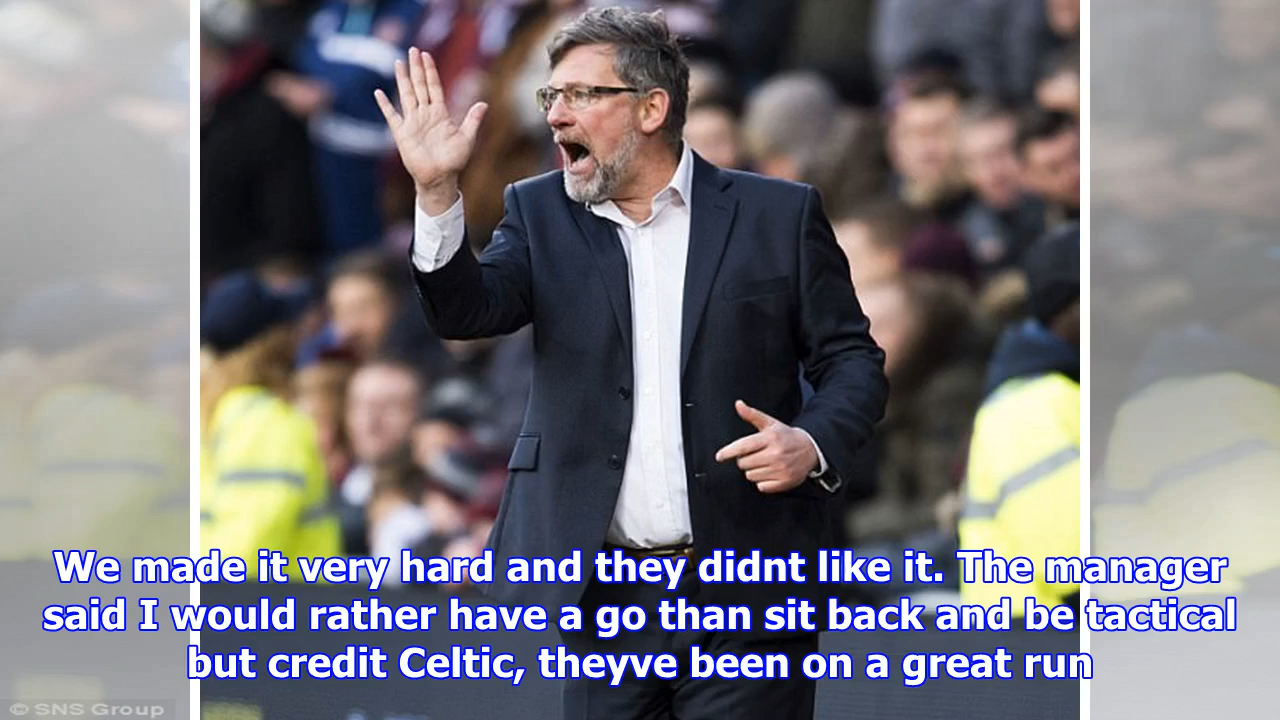 We made it very hard and they didnt like it. The manager
said I would rather have a go than sit back and be tactical
but credit Celtic, theyve been on a great run
© SNS Group